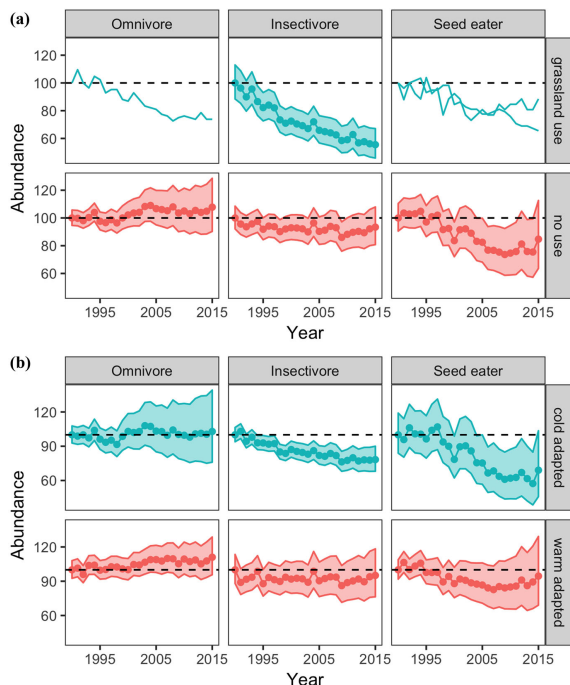 (a)
Omnivore Insectivore Seed eater
120
100
80
60
grassland use
120
100
80
60
no use
Abundance
1995 2005 2015 1995 2005 2015 1995 2005 2015
Year
(b)
Omnivore Insectivore Seed eater
120
90
60
cold adapted
120
90
60
warm adapted
Abundance
1995 2005 2015 1995 2005 2015 1995 2005 2015
Year